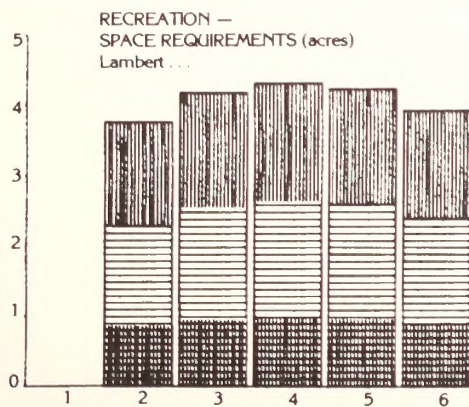 RECREATION —
SPACE REQUIREMENTS (acres)
Lambert . . .
5
4
3
2
1
0
1 2 3 4 5 6